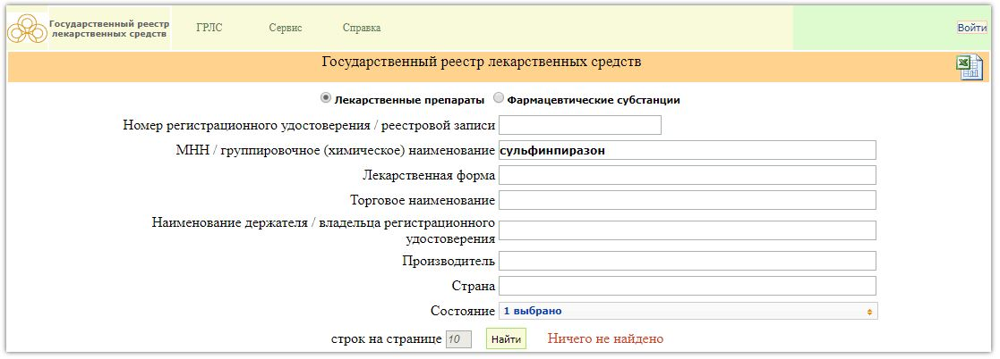 Государственный реестр
лекарственных средств
ГРЛС
Сервис
Справка
Войти
Государственный реестр лекарственных средств
Лекарственные препараты
Фармацевтические субстанции
Номер регистрационного удостоверения / реестровой записи
МНН / группировочное (химическое) наименование
сульфинпиразон
Лекарственная форма
Торговое наименование
Наименование держателя / владельца регистрационного
удостоверения
Производитель
Страна
Состояние
1 выбрано
строк на странице
10
Найти
Ничего не найдено